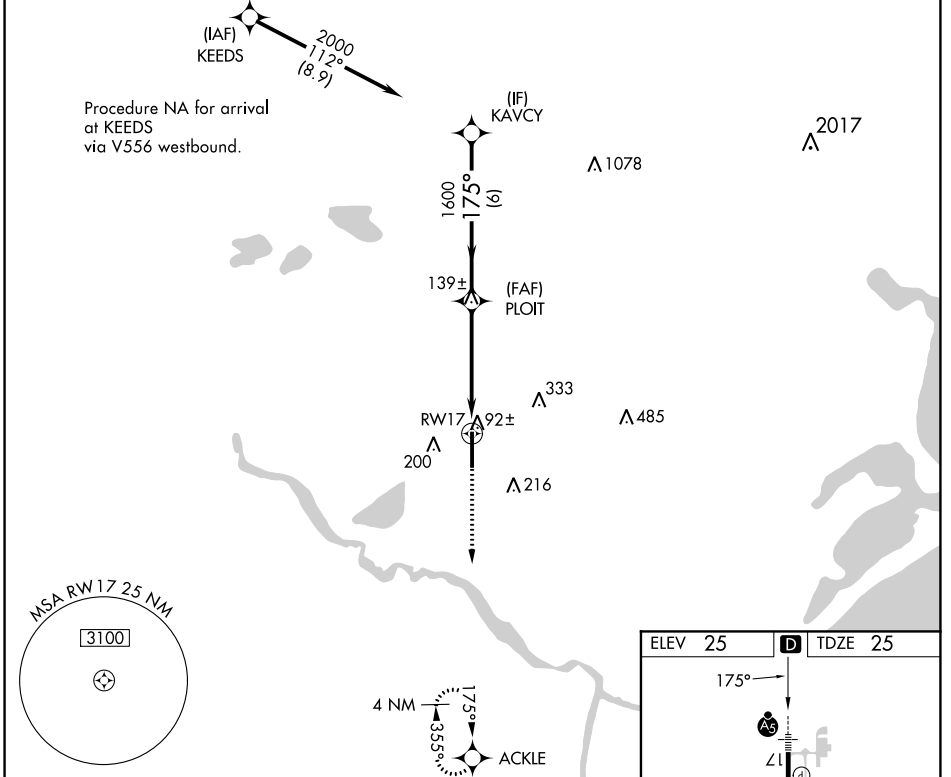 (IAF)
KEEDS
2000
112°
(8.9)
Procedure NA for arrival
at KEEDS
via V556 westbound.
(IF)
KAVCY
2017
1078
1600
175°
(6)
139±
(FAF)
PLOIT
333
RW17
92±
485
200
216
MSA RW17 25 NM
3100
4 NM
175°
355°
ACKLE
ELEV 25
D
TDZE 25
175°
A5
17